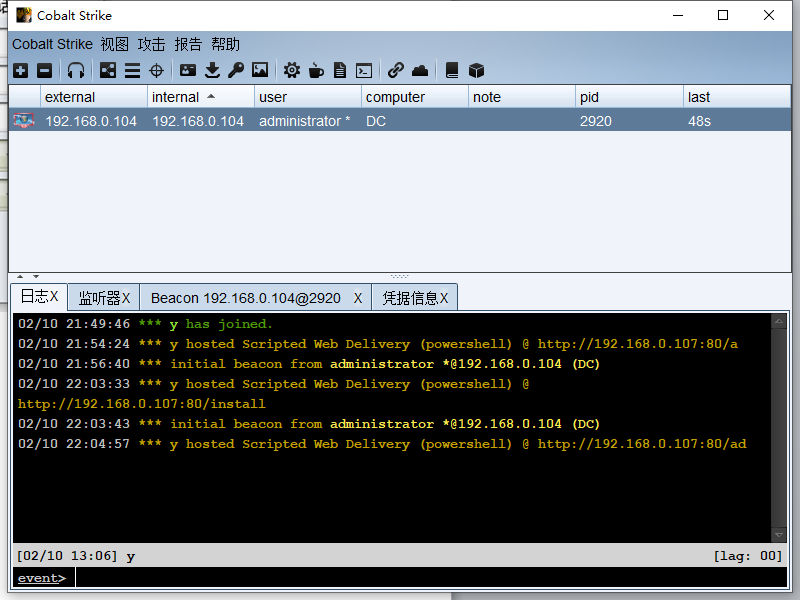 Cobalt Strike
Cobalt Strike 视图 攻击 报告 帮助
external internal user computer note pid last
192.168.0.104 192.168.0.104 administrator * DC 2920 48s
日志X 监听器X Beacon 192.168.0.104@2920 X 凭据信息X
02/10 21:49:46 *** y has joined.
02/10 21:54:24 *** y hosted Scripted Web Delivery (powershell) @ http://192.168.0.107:80/a
02/10 21:56:40 *** initial beacon from administrator *@192.168.0.104 (DC)
02/10 22:03:33 *** y hosted Scripted Web Delivery (powershell) @
http://192.168.0.107:80/install
02/10 22:03:43 *** initial beacon from administrator *@192.168.0.104 (DC)
02/10 22:04:57 *** y hosted Scripted Web Delivery (powershell) @ http://192.168.0.107:80/ad
[02/10 13:06] y [lag: 00]
event>